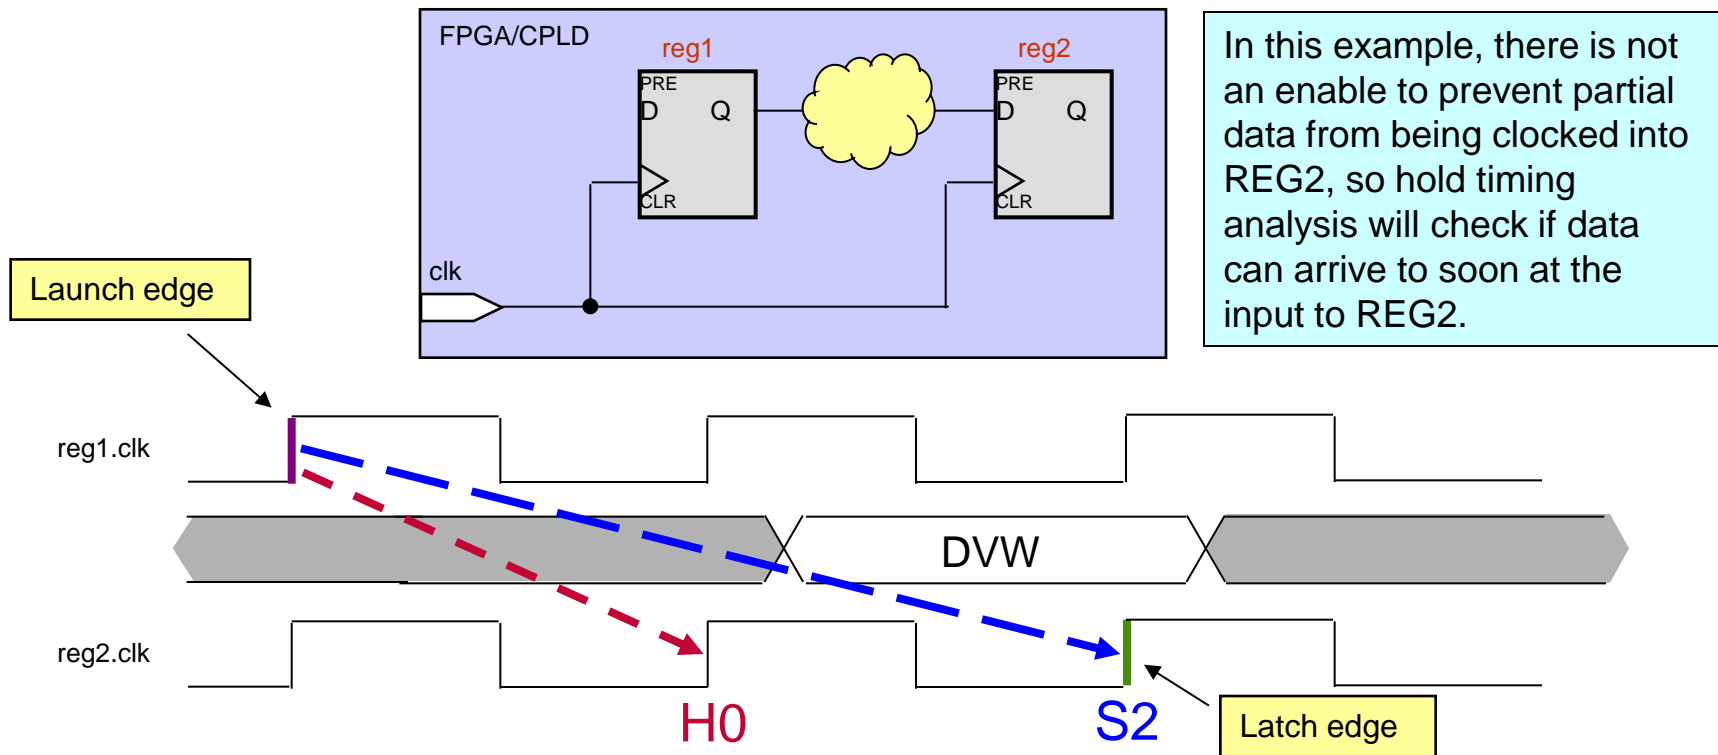 FPGA/CPLD
reg1
reg2
PRE
D Q
CLR
PRE
D Q
CLR
clk
In this example, there is not
an enable to prevent partial
data from being clocked into
REG2, so hold timing
analysis will check if data
can arrive to soon at the
input to REG2.
Launch edge
reg1.clk
DVW
reg2.clk
H0
S2
Latch edge